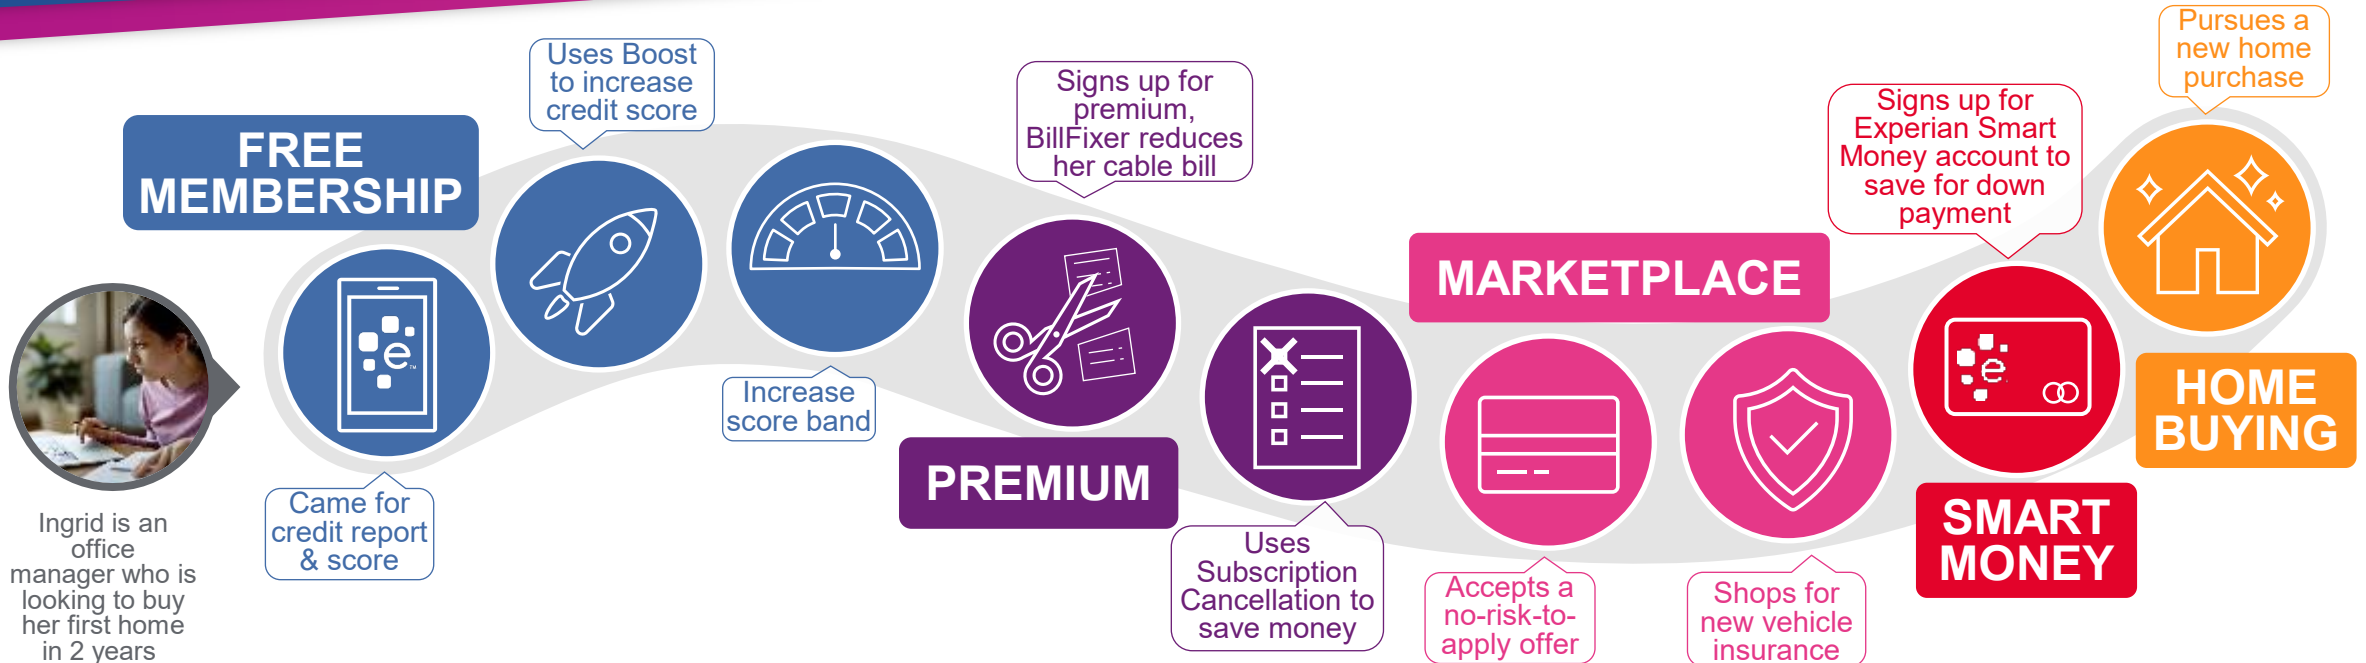 FREE
MEMBERSHIP
Ingrid is an
office
manager who is
looking to buy
her first home
in 2 years
e
™
Came for
credit report
& score
Uses Boost
to increase
credit score
Increase
score band
Signs up for
premium,
BillFixer reduces
her cable bill
PREMIUM
Uses
Subscription
Cancellation to
save money
MARKETPLACE
Accepts a
no-risk-to-
apply offer
Shops for
new vehicle
insurance
Signs up for
Experian Smart
Money account to
save for down
payment
e
SMART
MONEY
Pursues a
new home
purchase
HOME
BUYING